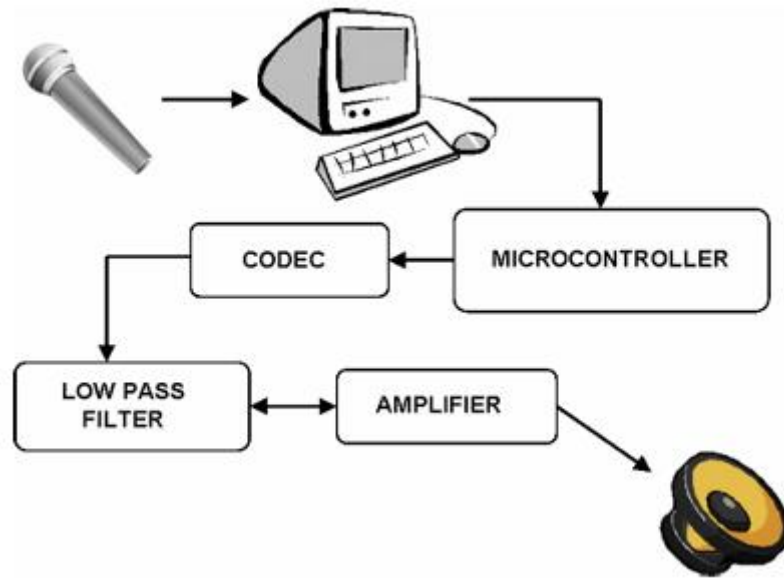 MICROCONTROLLER
CODEC
LOW PASS
FILTER
AMPLIFIER